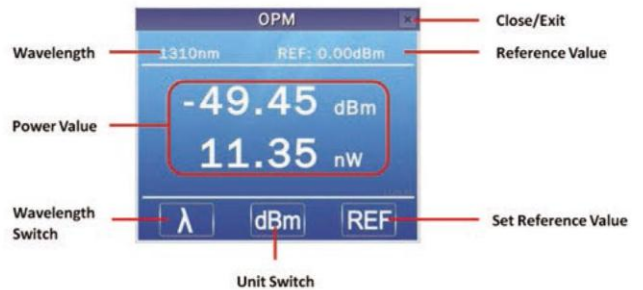 OPM
×
Close/Exit
Wavelength
1310nm
REF: 0.00dBm
Reference Value
Power Value
-49.45 dBm
11.35 nW
Wavelength
Switch
λ
dBm
REF
Set Reference Value
Unit Switch